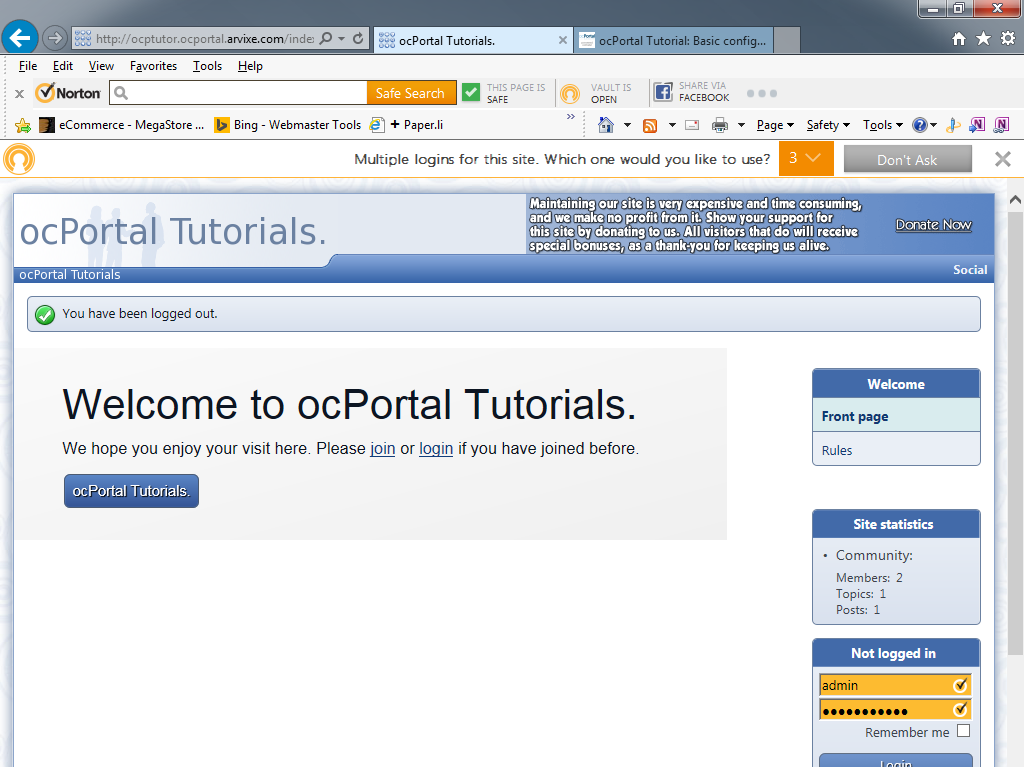 http://ocptutor.ocportal.arvixe.com/inde
ocPortal Tutorials.
ocPortal Tutorial: Basic config...
File Edit View Favorites Tools Help
Norton
Safe Search
THIS PAGE IS
SAFE
VAULT IS
OPEN
SHARE VIA
FACEBOOK
eCommerce - MegaStore ...
Bing - Webmaster Tools
+ Paper.li
Page
Safety
Tools
Multiple logins for this site. Which one would you like to use?
3
Don't Ask
ocPortal Tutorials.
Maintaining our site is very expensive and time consuming,
and we make no profit from it. Show your support for
this site by donating to us. All visitors that do will receive
special bonuses, as a thank-you for keeping us alive.
Donate Now
ocPortal Tutorials
Social
You have been logged out.
Welcome to ocPortal Tutorials.
We hope you enjoy your visit here. Please join or login if you have joined before.
ocPortal Tutorials.
Welcome
Front page
Rules
Site statistics
• Community:
Members: 2
Topics: 1
Posts: 1
Not logged in
admin
●●●●●●●●●●●
Remember me
Login